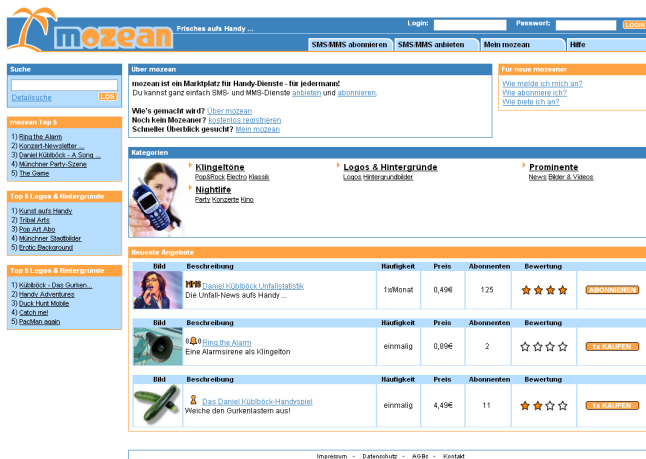 mozean
Frisches aufs Handy ...
Login:
Passwort:
LOGIN
SMS/MMS abonnieren
SMS/MMS anbieten
Mein mozean
Hilfe
Suche
Detailsuche
LOS
mozean Top 5
1) Ring the Alarm
2) Konzert-Newsletter ...
3) Daniel Küblböck - A Song ...
4) Münchner Party-Szene
5) The Game
Top 5 Logos & Hintergründe
1) Kunst aufs Handy
2) Tribal Arts
3) Pop Art Abo
4) Münchner Stadtbilder
5) Erotic Background
Top 5 Logos & Hintergründe
1) Küblböck - Das Gurken...
2) Handy Adventures
3) Duck Hunt Mobile
4) Catch me!
5) PacMan again
Über mozean
mozean ist ein Marktplatz für Handy-Dienste - für jedermann!
Du kannst ganz einfach SMS- und MMS-Dienste anbieten und abonnieren.
Wie's gemacht wird? Über mozean
Noch kein Mozeaner? kostenlos registrieren
Schneller Überblick gesucht? Mein mozean
Für neue mozeaner
Wie melde ich mich an?
Wie abonniere ich?
Wie biete ich an?
Kategorien
Klingeltöne
Pop&Rock Electro Klassik
Logos & Hintergründe
Logos Hintergrundbilder
Prominente
News Bilder & Videos
Nightlife
Party Konzerte Kino
Neueste Angebote
Bild Beschreibung Häufigkeit Preis Abonnenten Bewertung
MMS Daniel Küblböck Unfallstatistik
Die Unfall-News aufs Handy ...
1x/Monat 0,49€ 125 ABONNIEREN
Bild Beschreibung Häufigkeit Preis Abonnenten Bewertung
Ring the Alarm
Eine Alarmsirene als Klingelton
einmalig 0,89€ 2 1x KAUFEN
Bild Beschreibung Häufigkeit Preis Abonnenten Bewertung
Das Daniel Küblböck-Handyspiel
Weiche den Gurkenlastern aus!
einmalig 4,49€ 11 1x KAUFEN
Impressum - Datenschutz - AGBs - Kontakt